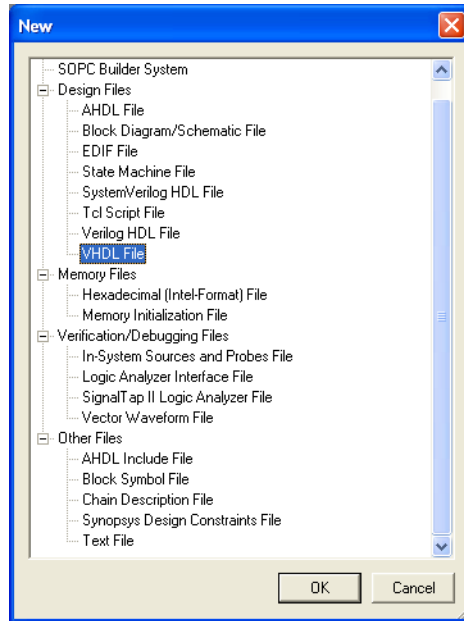 New
SOPC Builder System
Design Files
AHDL File
Block Diagram/Schematic File
EDIF File
State Machine File
SystemVerilog HDL File
Tcl Script File
Verilog HDL File
VHDL File
Memory Files
Hexadecimal (Intel-Format) File
Memory Initialization File
Verification/Debugging Files
In-System Sources and Probes File
Logic Analyzer Interface File
SignalTap II Logic Analyzer File
Vector Waveform File
Other Files
AHDL Include File
Block Symbol File
Chain Description File
Synopsys Design Constraints File
Text File
OK Cancel